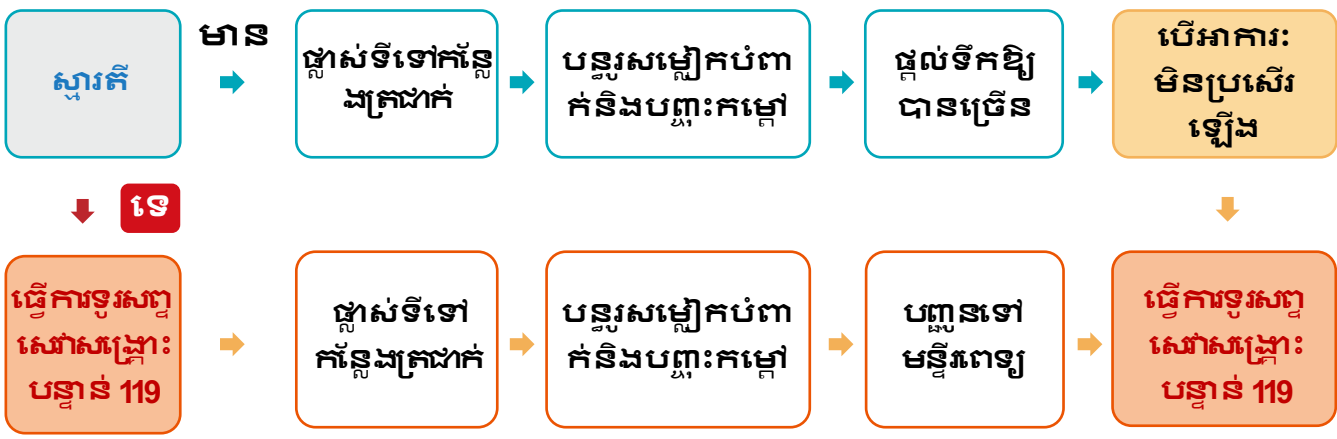 ស្មារតី
មាន
ផ្លាស់ទីទៅកន្លែ
ងត្រជាក់
បន្ធូរសម្លៀកបំពា
ក់និងបញ្ចុះកម្តៅ
ផ្តល់ទឹកឱ្យ
បានច្រើន
បើអាការៈ
មិនប្រសើរ
ឡើង
ទេ
ធ្វើការទូរសព្ទ
សេវាសង្គ្រោះ
បន្ទាន់ 119
ផ្លាស់ទីទៅ
កន្លែងត្រជាក់
បន្ធូរសម្លៀកបំពា
ក់និងបញ្ចុះកម្តៅ
បញ្ជូនទៅ
មន្ទីរពេទ្យ
ធ្វើការទូរសព្ទ
សេវាសង្គ្រោះ
បន្ទាន់ 119